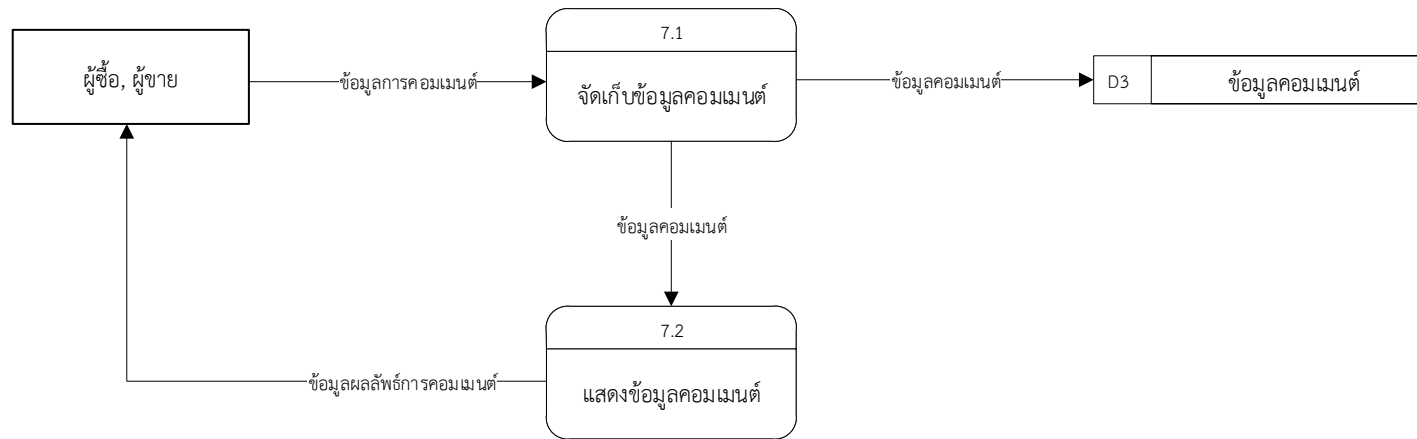 7.1
ผู้ซื้อ, ผู้ขาย
ข้อมูลการคอมเมนต์
จัดเก็บข้อมูลคอมเมนต์
ข้อมูลคอมเมนต์
D3
ข้อมูลคอมเมนต์
ข้อมูลคอมเมนต์
7.2
ข้อมูลผลลัพธ์การคอมเมนต์
แสดงข้อมูลคอมเมนต์